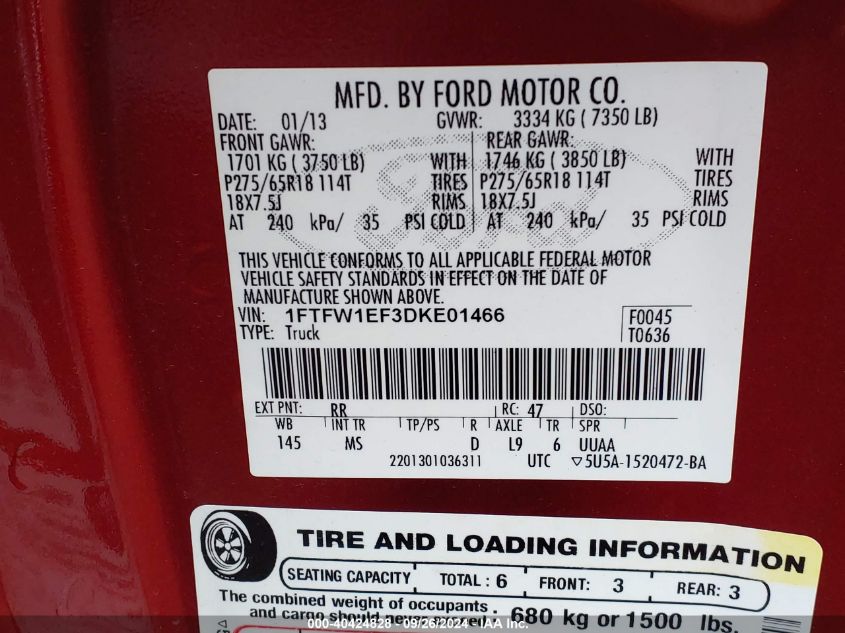 MFD. BY FORD MOTOR CO.
DATE: 01/13 GVWR: 3334 KG ( 7350 LB)
FRONT GAWR: REAR GAWR:
1701 KG ( 3750 LB) WITH 1746 KG ( 3850 LB) WITH
P275/65R18 114T TIRES P275/65R18 114T TIRES
18X7.5J RIMS 18X7.5J RIMS
AT 240 kPa/ 35 PSI COLD AT 240 kPa/ 35 PSI COLD
Ford
THIS VEHICLE CONFORMS TO ALL APPLICABLE FEDERAL MOTOR
VEHICLE SAFETY STANDARDS IN EFFECT ON THE DATE OF
MANUFACTURE SHOWN ABOVE.
VIN: 1FTFW1EF3DKE01466 F0045
TYPE: Truck T0636
EXT PNT: RR RC: 47 DSO:
WB INT TR TP/PS R AXLE TR SPR
145 MS D L9 6 UUAA
2201301036311 UTC ▽5U5A-1520472-BA
TIRE AND LOADING INFORMATION
SEATING CAPACITY TOTAL : 6 FRONT: 3 REAR: 3
The combined weight of occupants
and cargo should never exceed 680 kg or 1500 lbs.
000-40424828 - 09/26/2024 - IAA Inc.